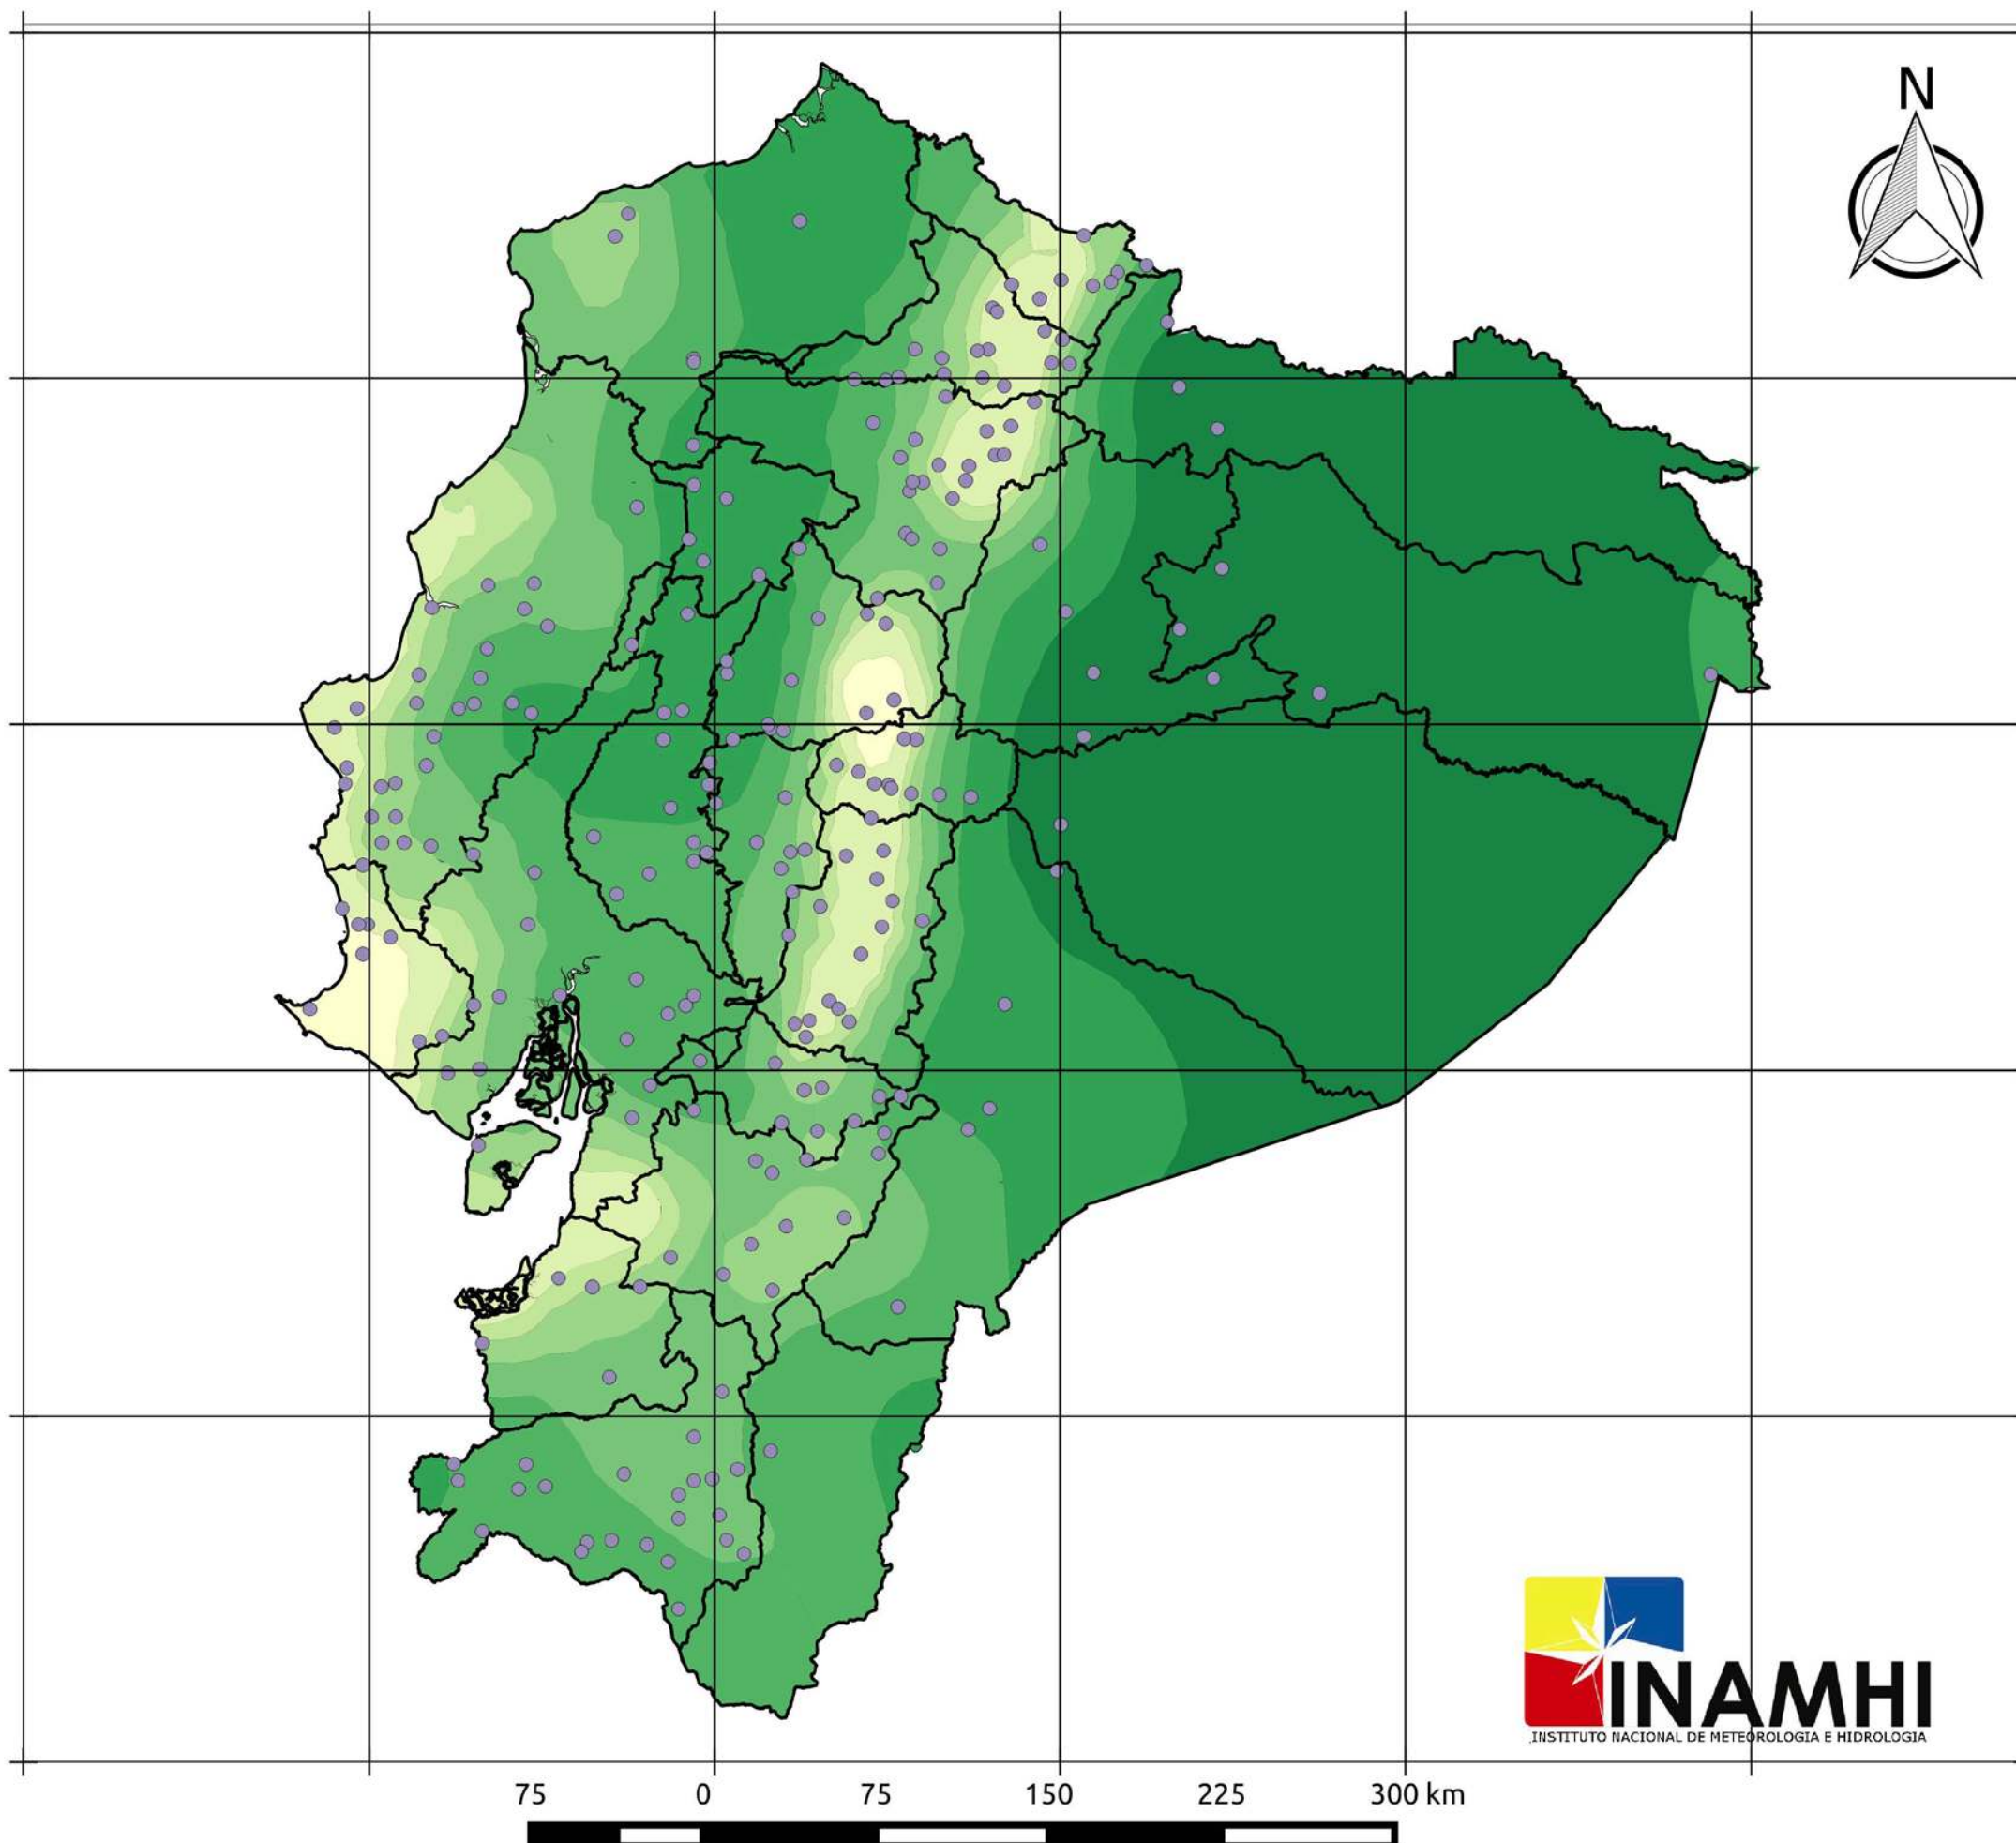 N
INAMHI
INSTITUTO NACIONAL DE METEOROLOGIA E HIDROLOGIA
75 0 75 150 225 300 km